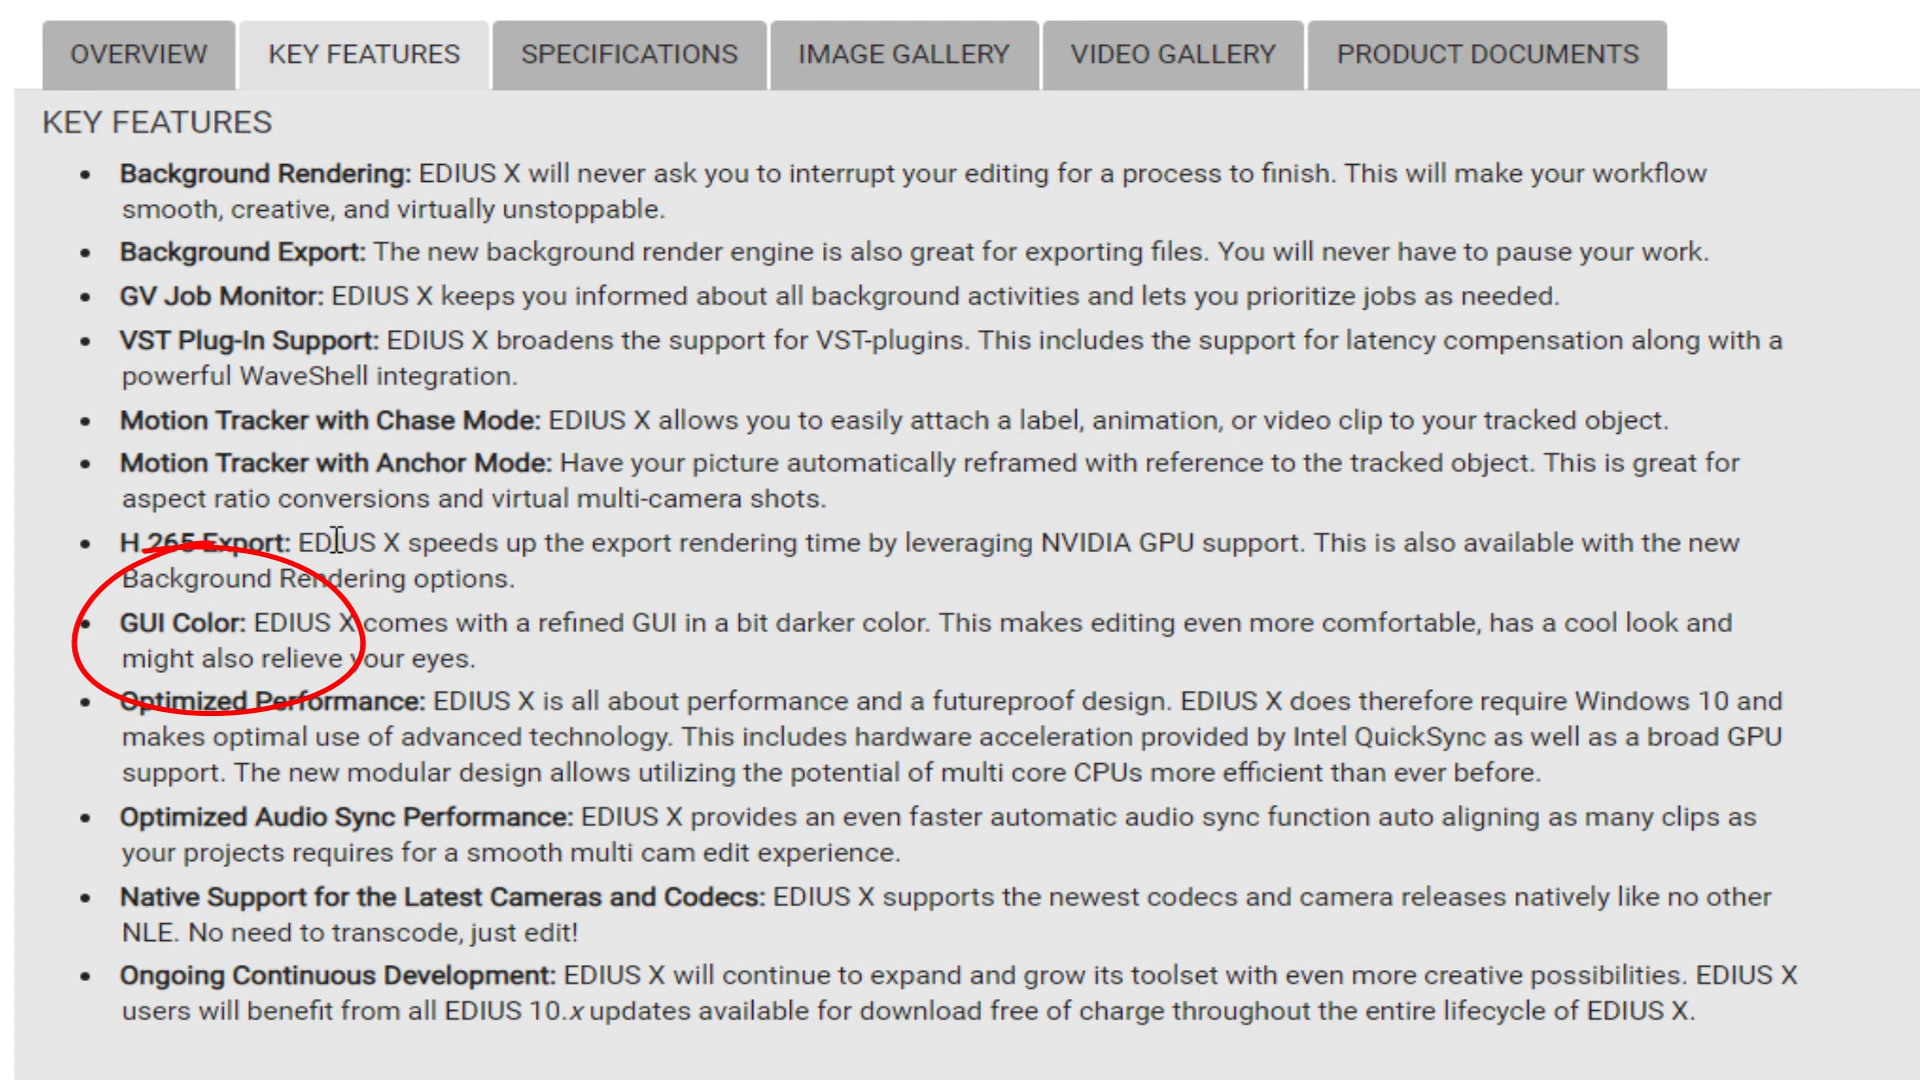 OVERVIEW
KEY FEATURES
SPECIFICATIONS
IMAGE GALLERY
VIDEO GALLERY
PRODUCT DOCUMENTS
KEY FEATURES
Background Rendering: EDIUS X will never ask you to interrupt your editing for a process to finish. This will make your workflow
smooth, creative, and virtually unstoppable.
Background Export: The new background render engine is also great for exporting files. You will never have to pause your work.
GV Job Monitor: EDIUS X keeps you informed about all background activities and lets you prioritize jobs as needed.
VST Plug-In Support: EDIUS X broadens the support for VST-plugins. This includes the support for latency compensation along with a
powerful WaveShell integration.
Motion Tracker with Chase Mode: EDIUS X allows you to easily attach a label, animation, or video clip to your tracked object.
Motion Tracker with Anchor Mode: Have your picture automatically reframed with reference to the tracked object. This is great for
aspect ratio conversions and virtual multi-camera shots.
H.265 Export: EDIUS X speeds up the export rendering time by leveraging NVIDIA GPU support. This is also available with the new
Background Rendering options.
GUI Color: EDIUS X comes with a refined GUI in a bit darker color. This makes editing even more comfortable, has a cool look and
might also relieve your eyes.
Optimized Performance: EDIUS X is all about performance and a futureproof design. EDIUS X does therefore require Windows 10 and
makes optimal use of advanced technology. This includes hardware acceleration provided by Intel QuickSync as well as a broad GPU
support. The new modular design allows utilizing the potential of multi core CPUs more efficient than ever before.
Optimized Audio Sync Performance: EDIUS X provides an even faster automatic audio sync function auto aligning as many clips as
your projects requires for a smooth multi cam edit experience.
Native Support for the Latest Cameras and Codecs: EDIUS X supports the newest codecs and camera releases natively like no other
NLE. No need to transcode, just edit!
Ongoing Continuous Development: EDIUS X will continue to expand and grow its toolset with even more creative possibilities. EDIUS X
users will benefit from all EDIUS 10.x updates available for download free of charge throughout the entire lifecycle of EDIUS X.